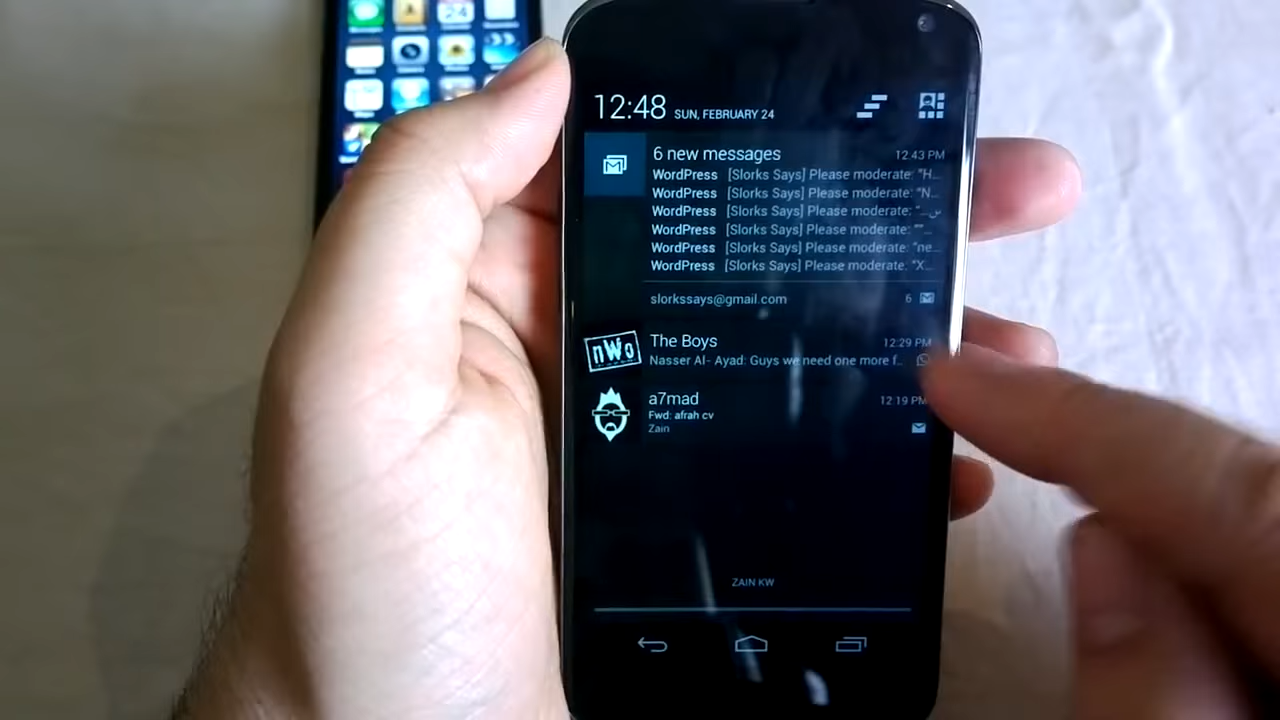 24
12:48 SUN, FEBRUARY 24
6 new messages 12:43 PM
WordPress [Slorks Says] Please moderate: "H...
WordPress [Slorks Says] Please moderate: "N...
WordPress [Slorks Says] Please moderate: "...س
WordPress [Slorks Says] Please moderate: ""...
WordPress [Slorks Says] Please moderate: "ne...
WordPress [Slorks Says] Please moderate: "X...
slorkssays@gmail.com 6
nWo The Boys 12:29 PM
Nasser Al- Ayad: Guys we need one more f...
a7mad 12:19 PM
Fwd: afrah cv
Zain
ZAIN KW